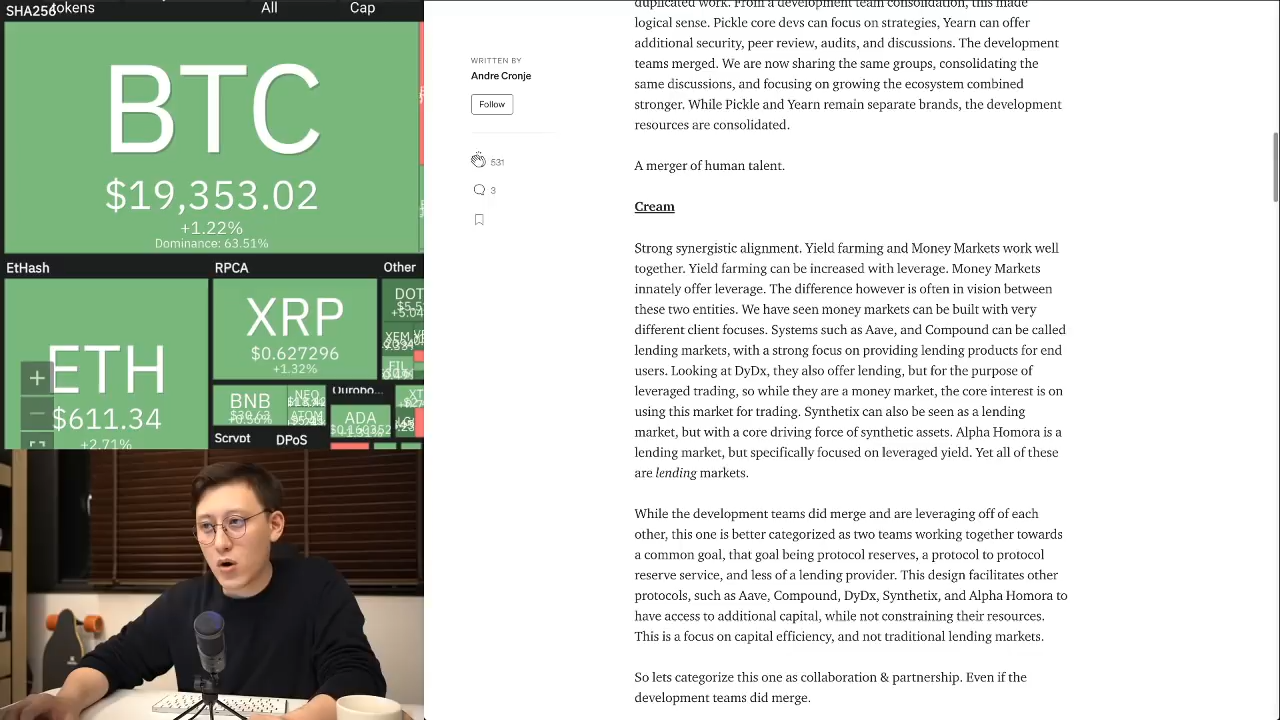 SHA256
Tokens
All
Cap
BTC
$19,353.02
+1.22%
Dominance: 63.51%
EtHash
RPCA
Other
ETH
$611.34
+2.71%
XRP
$0.627296
+1.32%
DOT
+5.04
XEM
FIL
BNB
$30.63
+0.56%
NEO
ATOM
Ouropo...
ADA
$0.160352
Scrypt
DPoS
WRITTEN BY
Andre Cronje
Follow
531
3
duplicated work. From a development team consolidation, this made
logical sense. Pickle core devs can focus on strategies, Yearn can offer
additional security, peer review, audits, and discussions. The development
teams merged. We are now sharing the same groups, consolidating the
same discussions, and focusing on growing the ecosystem combined
stronger. While Pickle and Yearn remain separate brands, the development
resources are consolidated.
A merger of human talent.
Cream
Strong synergistic alignment. Yield farming and Money Markets work well
together. Yield farming can be increased with leverage. Money Markets
innately offer leverage. The difference however is often in vision between
these two entities. We have seen money markets can be built with very
different client focuses. Systems such as Aave, and Compound can be called
lending markets, with a strong focus on providing lending products for end
users. Looking at DyDx, they also offer lending, but for the purpose of
leveraged trading, so while they are a money market, the core interest is on
using this market for trading. Synthetix can also be seen as a lending
market, but with a core driving force of synthetic assets. Alpha Homora is a
lending market, but specifically focused on leveraged yield. Yet all of these
are lending markets.
While the development teams did merge and are leveraging off of each
other, this one is better categorized as two teams working together towards
a common goal, that goal being protocol reserves, a protocol to protocol
reserve service, and less of a lending provider. This design facilitates other
protocols, such as Aave, Compound, DyDx, Synthetix, and Alpha Homora to
have access to additional capital, while not constraining their resources.
This is a focus on capital efficiency, and not traditional lending markets.
So lets categorize this one as collaboration & partnership. Even if the
development teams did merge.